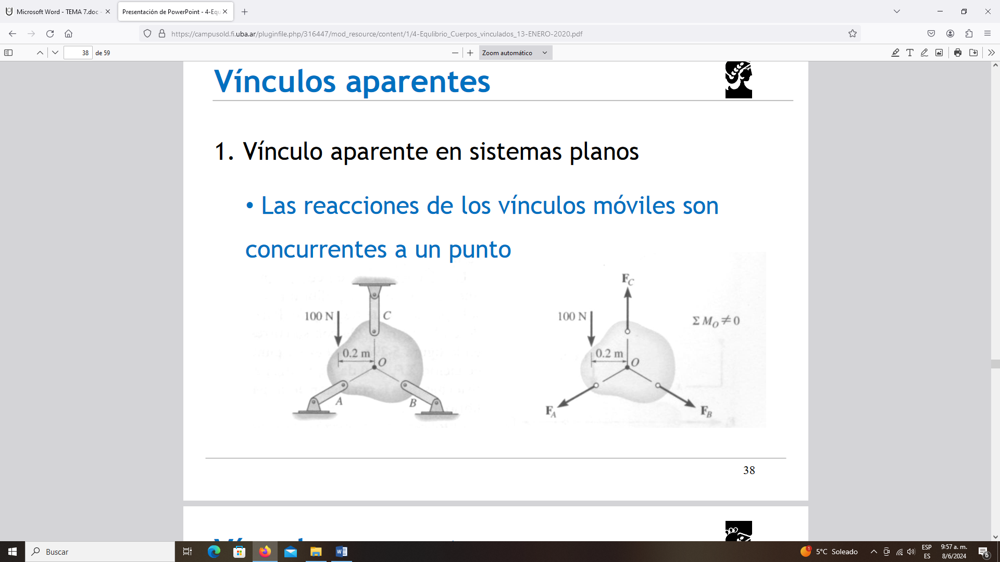 Microsoft Word - TEMA 7.doc -
Presentación de PowerPoint - 4-Equ
https://campusold.fi.uba.ar/pluginfile.php/316447/mod_resource/content/1/4-Equlibrio_Cuerpos_vinculados_13-ENERO-2020.pdf
38 de 59
Zoom automático
Vínculos aparentes
1. Vínculo aparente en sistemas planos
• Las reacciones de los vínculos móviles son
concurrentes a un punto
100 N
C
0.2 m
O
A
B
F_C
100 N
Σ M_O ≠ 0
0.2 m
O
F_A
F_B
38
Buscar
1
5°C Soleado
ESP
ES
9:57 a. m.
8/6/2024
6